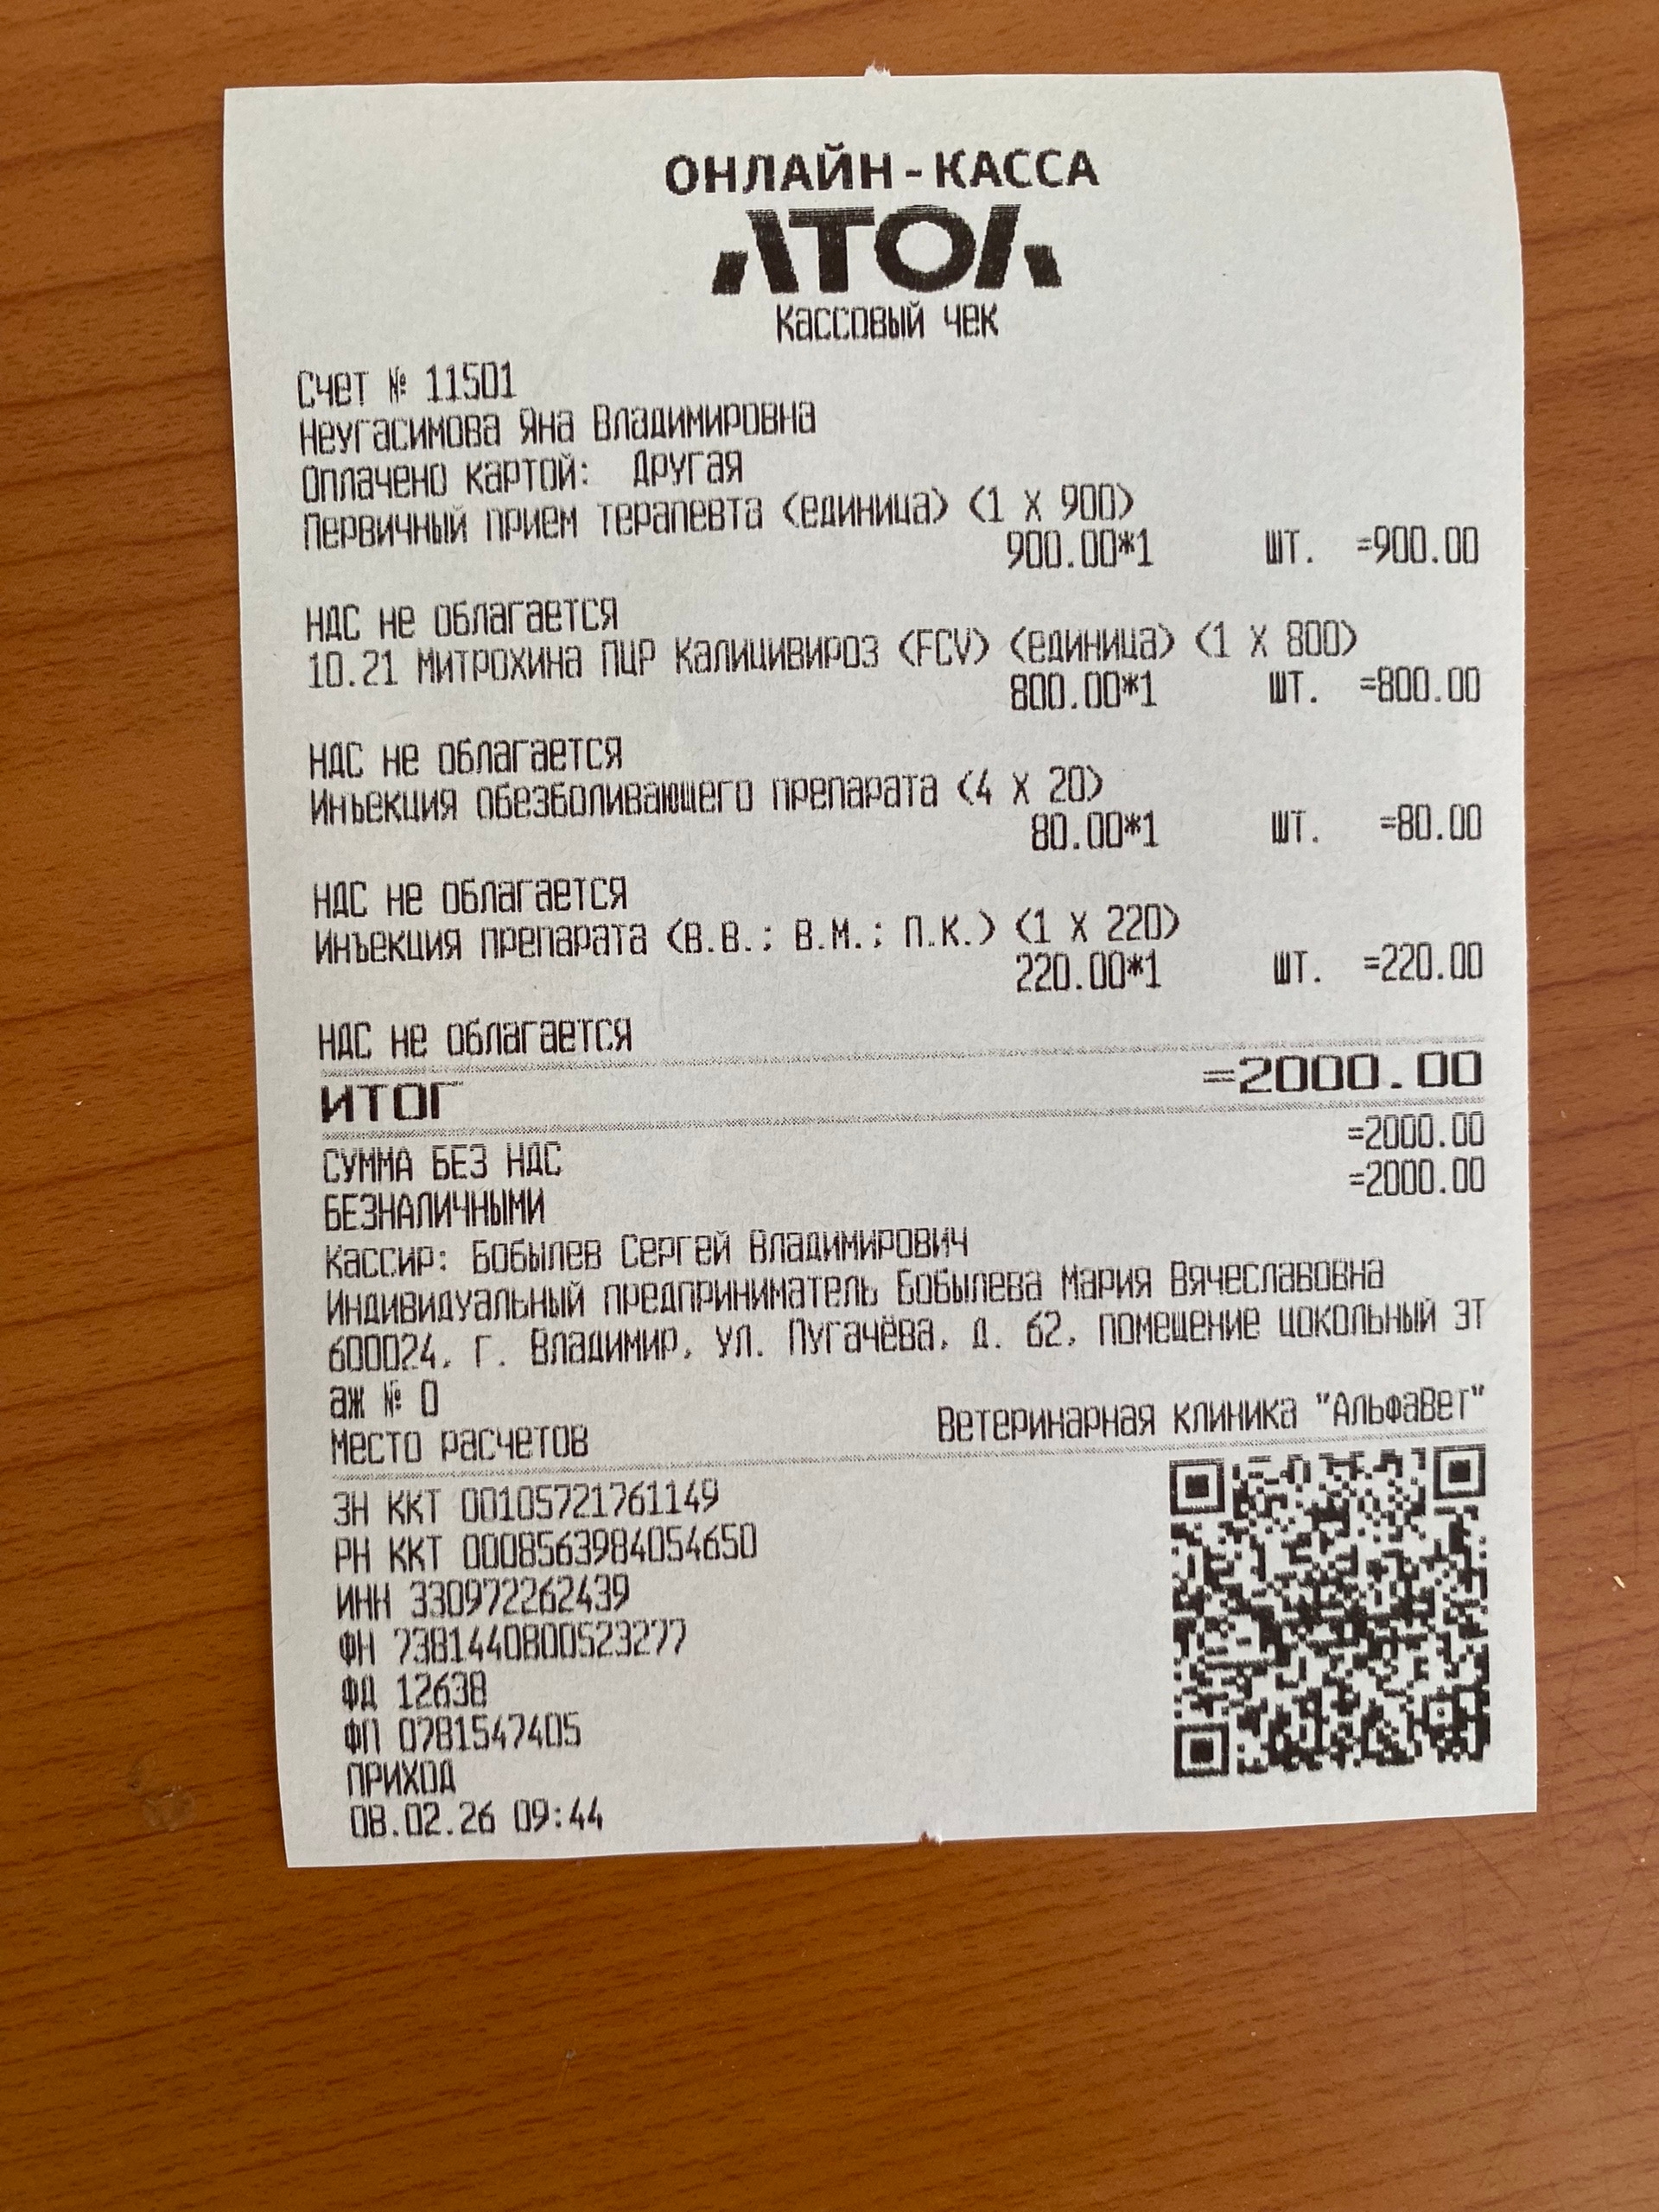 ОНЛАЙН-КАССА
АТОЛ
Кассовый чек
Счет № 11501
Неугасимова Яна Владимировна
Оплачено картой: Другая
Первичный прием терапевта (единица) (1 X 900)
900.00*1 шт. =900.00
НДС не облагается
10.21 Митрохина ПЦР Калицивироз (FCV) (единица) (1 X 800)
800.00*1 шт. =800.00
НДС не облагается
Инъекция обезболивающего препарата (4 X 20)
80.00*1 шт. =80.00
НДС не облагается
Инъекция препарата (в.в.; в.м.; п.к.) (1 X 220)
220.00*1 шт. =220.00
НДС не облагается
ИТОГ =2000.00
СУММА БЕЗ НДС =2000.00
БЕЗНАЛИЧНЫМИ =2000.00
Кассир: Бобылев Сергей Владимирович
Индивидуальный предприниматель Бобылева Мария Вячеславовна
600024, г. Владимир, ул. Пугачёва, д. 62, помещение цокольный эт
аж № 0
Место расчетов Ветеринарная клиника "АльфаВет"
ЗН ККТ 00105721761149
РН ККТ 0008563984054650
ИНН 330972262439
ФН 7381440800523277
ФД 12638
ФП 0781547405
ПРИХОД
08.02.26 09:44